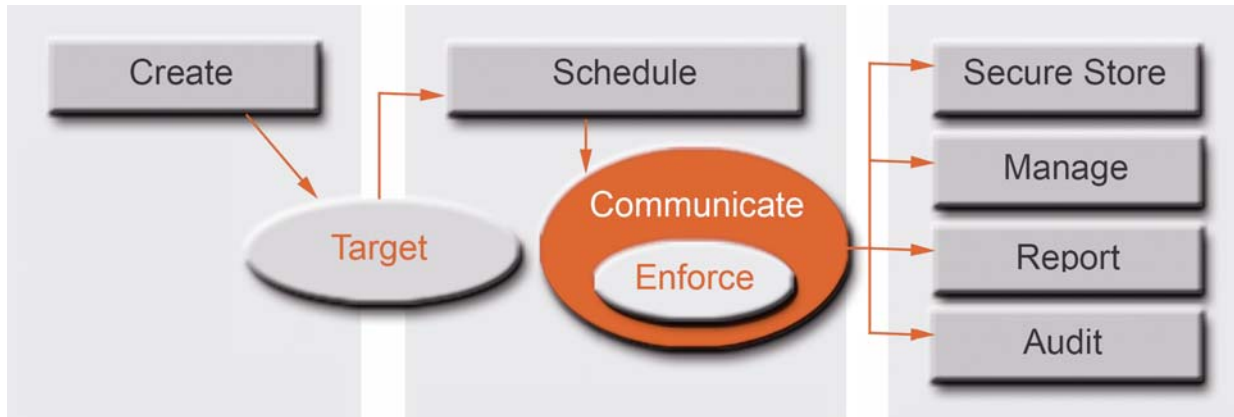 Create
Target
Schedule
Communicate
Enforce
Secure Store
Manage
Report
Audit